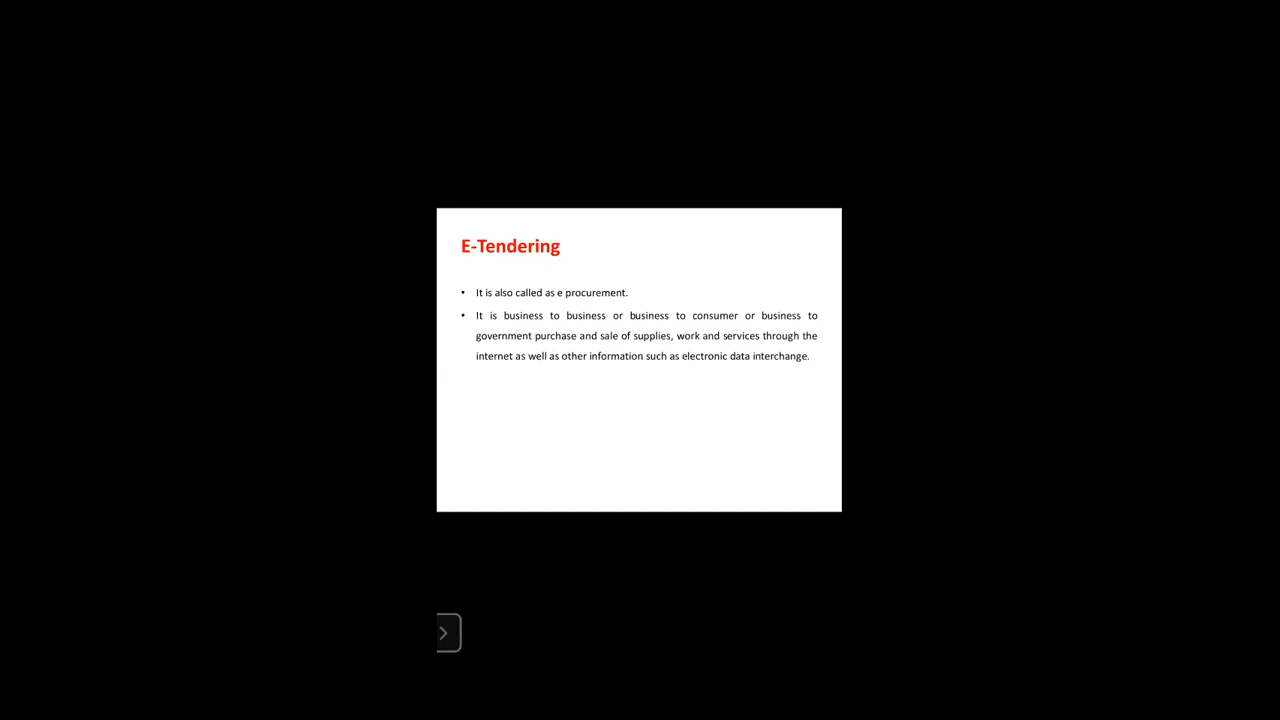 E-Tendering
• It is also called as e procurement.
• It is business to business or business to consumer or business to
government purchase and sale of supplies, work and services through the
internet as well as other information such as electronic data interchange.